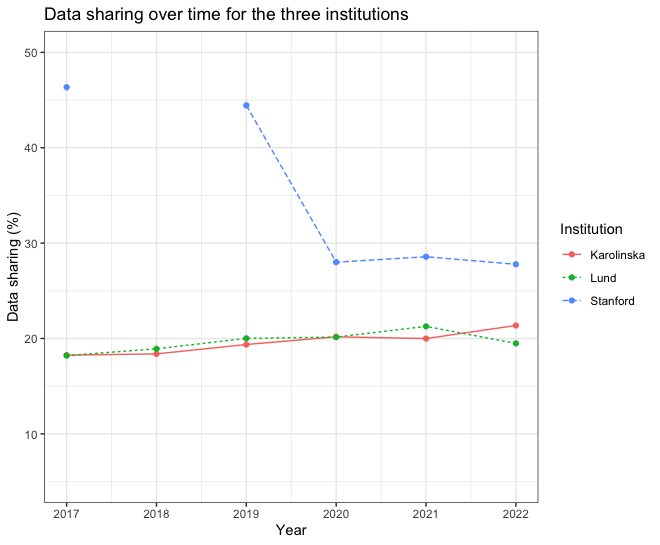 Data sharing over time for the three institutions
50
40
30
20
10
Data sharing (%)
2017 2018 2019 2020 2021 2022
Year
Institution
Karolinska
Lund
Stanford